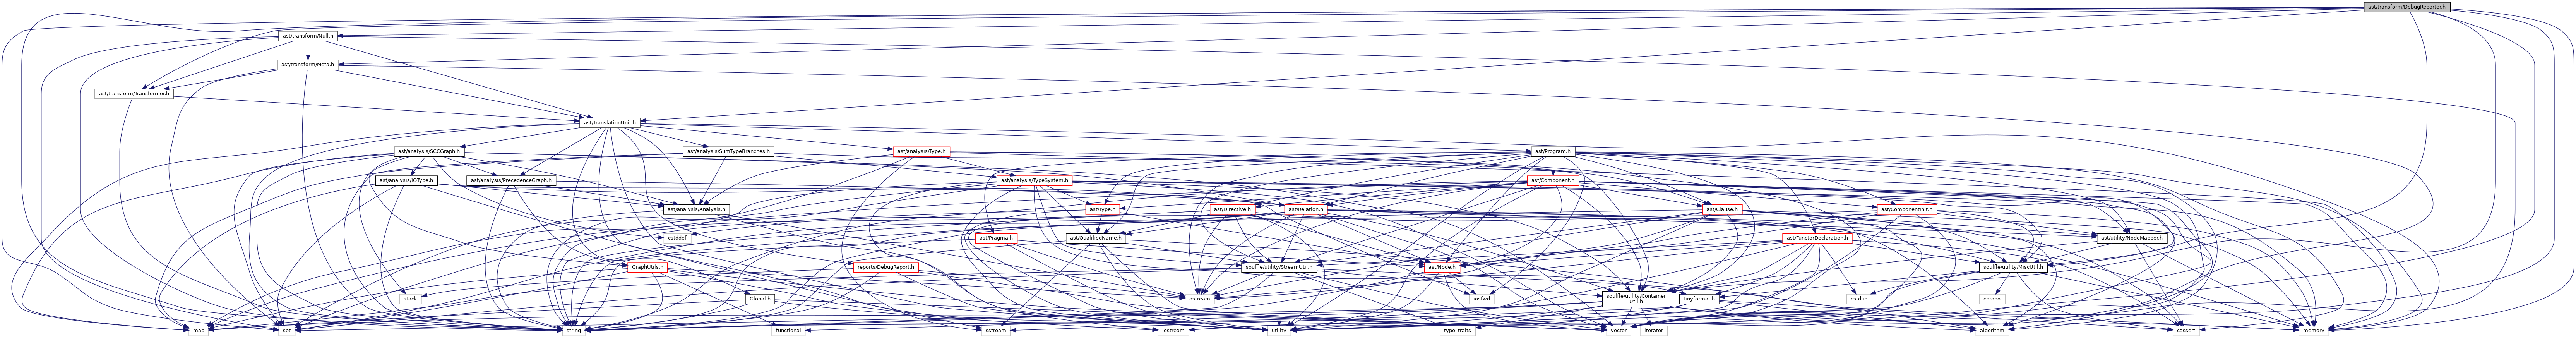 ast/transform/DebugReporter.h
ast/transform/Null.h
ast/transform/Meta.h
ast/transform/Transformer.h
ast/TranslationUnit.h
ast/analysis/SCCGraph.h
ast/analysis/SumTypeBranches.h
ast/analysis/Type.h
ast/Program.h
ast/analysis/IOType.h
ast/analysis/PrecedenceGraph.h
ast/analysis/TypeSystem.h
ast/Component.h
ast/analysis/Analysis.h
ast/Type.h
ast/Directive.h
ast/Relation.h
ast/Clause.h
ast/ComponentInit.h
cstddef
ast/Pragma.h
ast/QualifiedName.h
ast/FunctorDeclaration.h
ast/utility/NodeMapper.h
GraphUtils.h
reports/DebugReport.h
souffle/utility/StreamUtil.h
ast/Node.h
souffle/utility/MiscUtil.h
stack
Global.h
ostream
iosfwd
souffle/utility/Container
Util.h
tinyformat.h
cstdlib
chrono
map
set
string
functional
sstream
iostream
utility
type_traits
vector
iterator
algorithm
cassert
memory